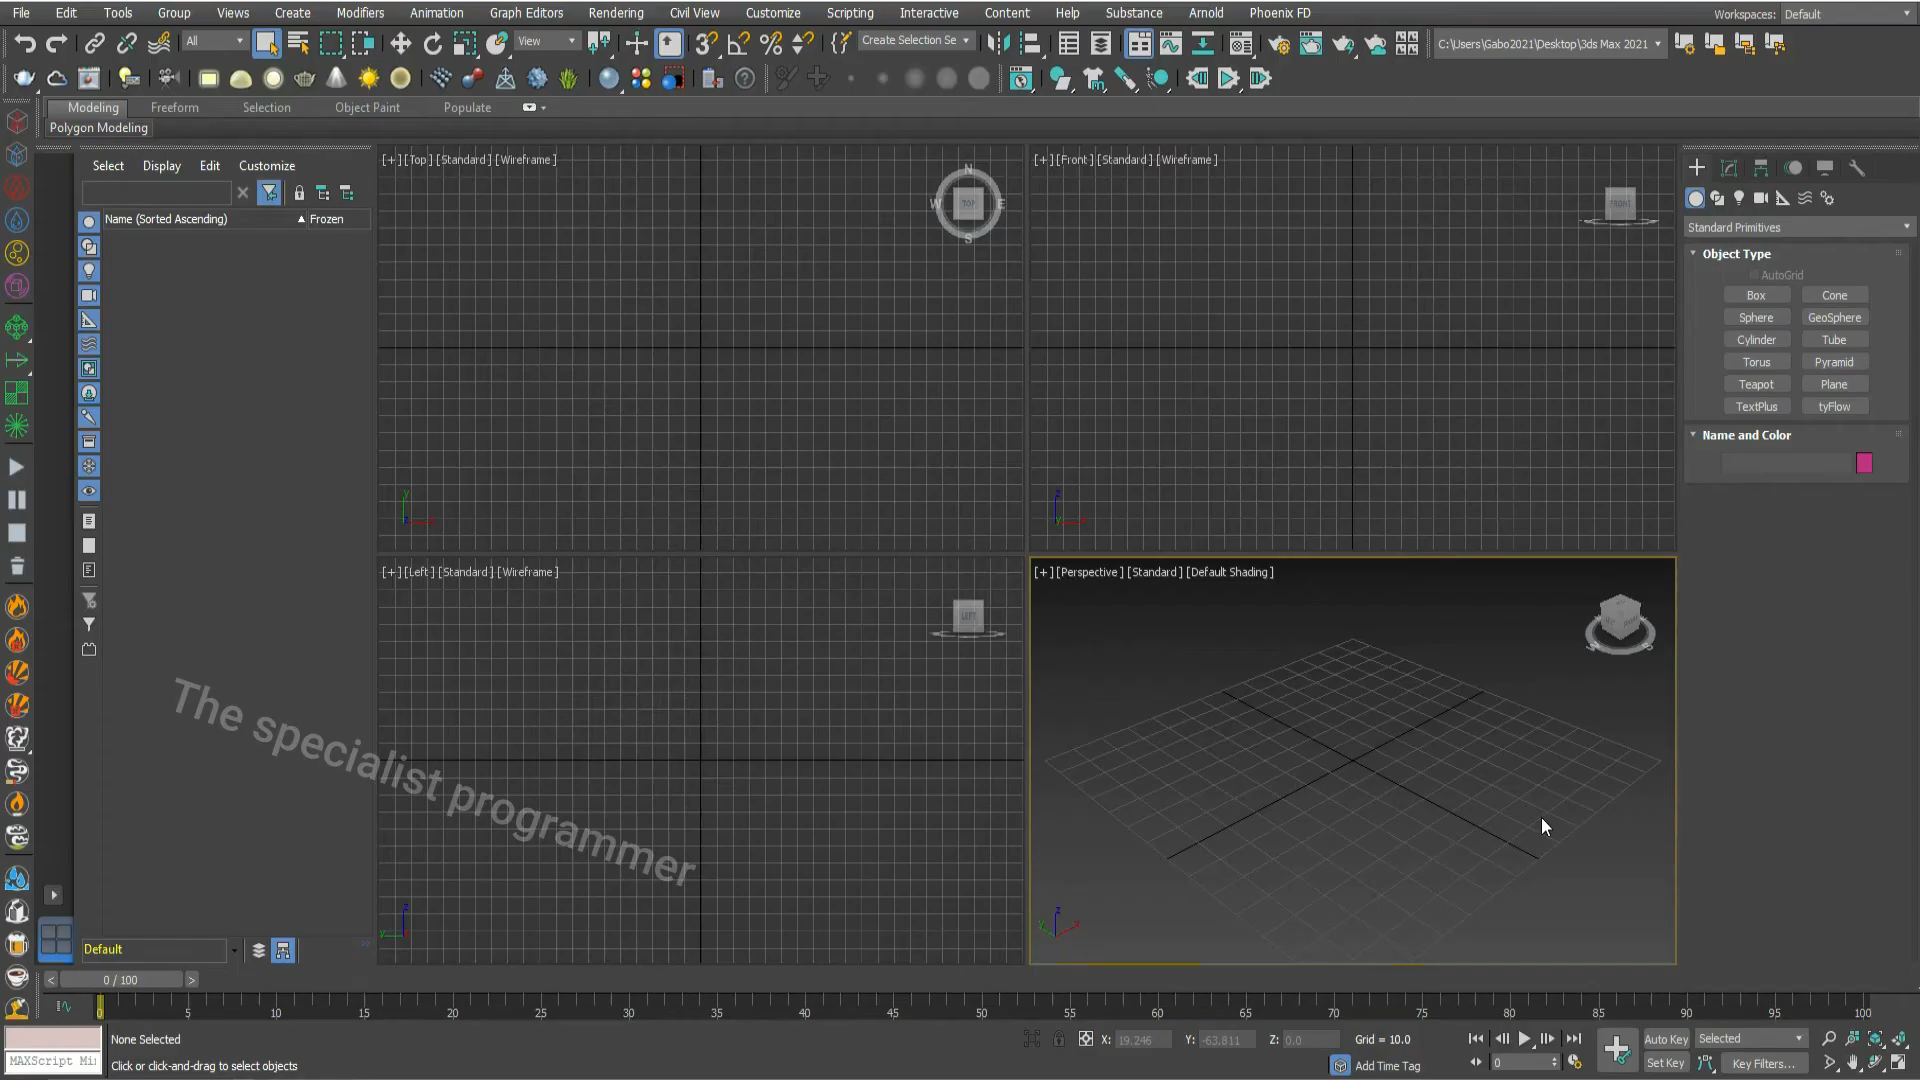 File Edit Tools Group Views Create Modifiers Animation Graph Editors Rendering Civil View Customize Scripting Interactive Content Help Substance Arnold Phoenix FD Workspaces: Default
All View Create Selection Se C:\Users\Gabo2021\Desktop\3ds Max 2021
Modeling Freeform Selection Object Paint Populate
Polygon Modeling
Select Display Edit Customize
Name (Sorted Ascending) Frozen
[+] [Top] [Standard] [Wireframe]
N
W TOP E
S
[+] [Front] [Standard] [Wireframe]
FRONT
Standard Primitives
Object Type
AutoGrid
Box Cone
Sphere GeoSphere
Cylinder Tube
Torus Pyramid
Teapot Plane
TextPlus tyFlow
Name and Color
y
x
z
x
[+] [Left] [Standard] [Wireframe]
LEFT
[+] [Perspective] [Standard] [Default Shading]
The specialist programmer
z
y
z
y x
Default
< 0 / 100 >
0 5 10 15 20 25 30 35 40 45 50 55 60 65 70 75 80 85 90 95 100
None Selected X: 19.246 Y: -63.811 Z: 0.0 Grid = 10.0 Auto Key Selected
MAXScript Mi Click or click-and-drag to select objects Add Time Tag 0 Set Key Key Filters...